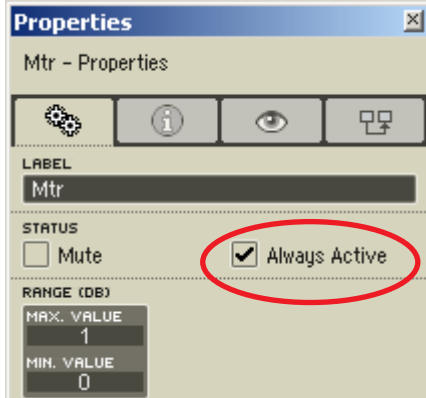 Properties
Mtr - Properties
LABEL
Mtr
STATUS
Mute
Always Active
RANGE (DB)
MAX. VALUE
1
MIN. VALUE
0